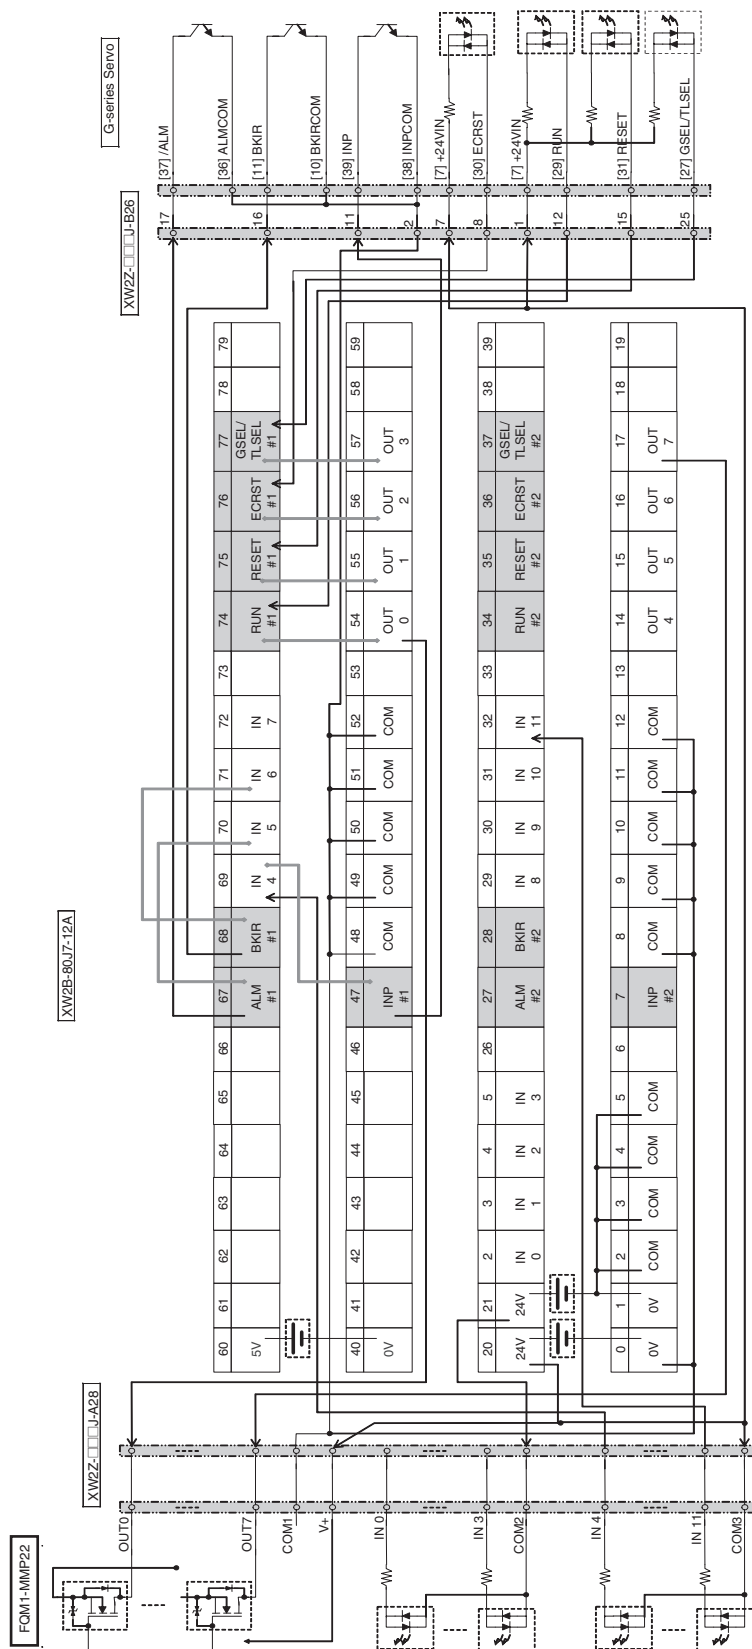 FQM1-MMP22
XW2Z-□□□J-A28
XW2B-80J7-12A
XW2Z-□□□J-B26
G-series Servo
OUT0
OUT7
COM1
V+
IN 0
IN 3
COM2
IN 4
IN 11
COM3
60 61 62 63 64 65 66 67 68 69 70 71 72 73 74 75 76 77 78 79
5V ALM #1 BKIR #1 IN 4 IN 5 IN 6 IN 7 RUN #1 RESET #1 ECRST #1 GSEL/TLSEL #1
40 41 42 43 44 45 46 47 48 49 50 51 52 53 54 55 56 57 58 59
0V INP #1 COM COM COM COM COM OUT 0 OUT 1 OUT 2 OUT 3
20 21 2 3 4 5 26 27 28 29 30 31 32 33 34 35 36 37 38 39
24V 24V IN 0 IN 1 IN 2 IN 3 ALM #2 BKIR #2 IN 8 IN 9 IN 10 IN 11 RUN #2 RESET #2 ECRST #2 GSEL/TLSEL #2
0 1 2 3 4 5 6 7 8 9 10 11 12 13 14 15 16 17 18 19
0V 0V COM COM COM COM INP #2 COM COM COM COM COM OUT 4 OUT 5 OUT 6 OUT 7
17 [37] /ALM
[36] ALMCOM
16 [11] BKIR
[10] BKIRCOM
11 [39] INP
2 [38] INPCOM
7 [7] +24VIN
8 [30] ECRST
1 [7] +24VIN
12 [29] RUN
15 [31] RESET
25 [27] GSEL/TLSEL